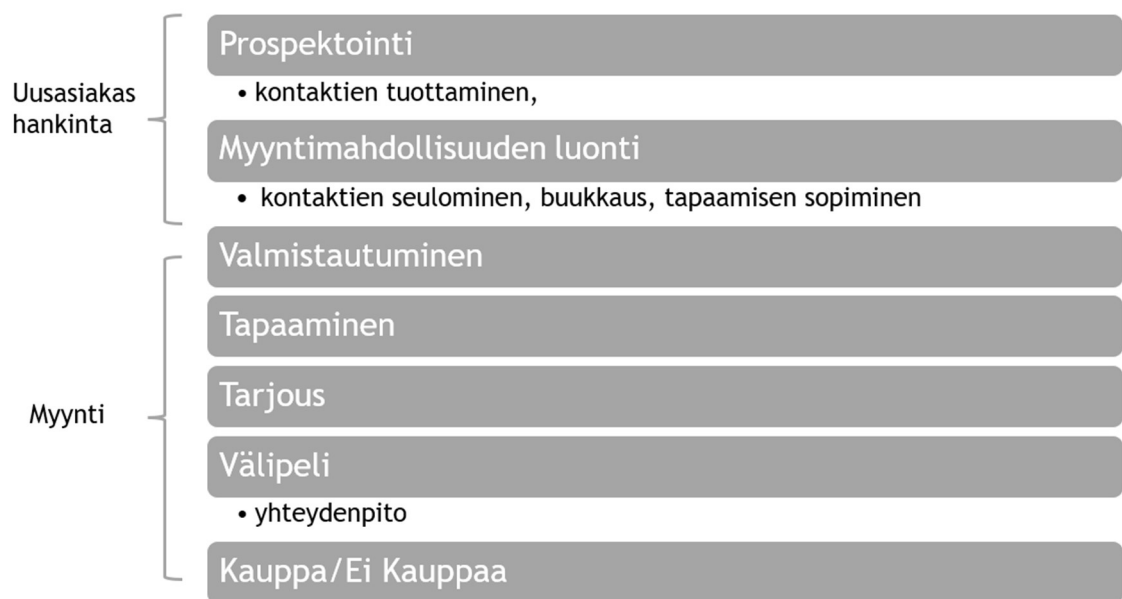 Uusasiakas
hankinta
Prospektointi
• kontaktien tuottaminen,
Myyntimahdollisuuden luonti
• kontaktien seulominen, buukkaus, tapaamisen sopiminen
Myynti
Valmistautuminen
Tapaaminen
Tarjous
Välipeli
• yhteydenpito
Kauppa/Ei Kauppaa